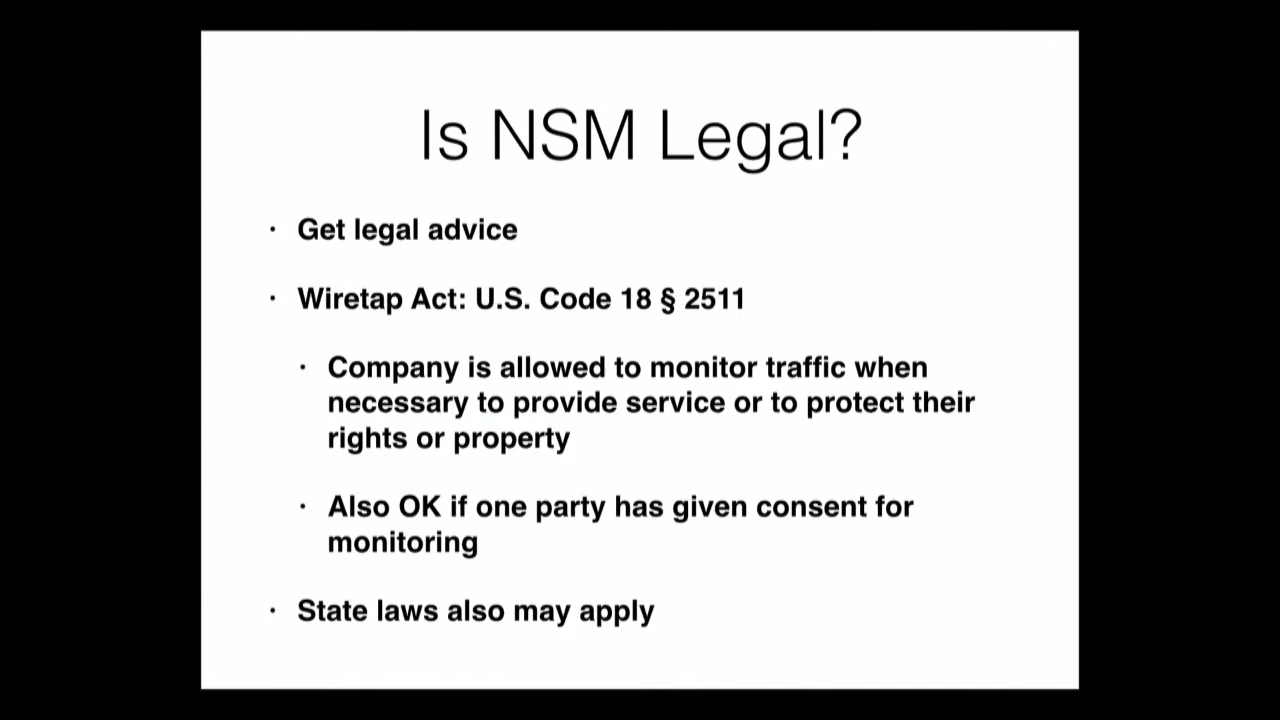 Is NSM Legal?
· Get legal advice
· Wiretap Act: U.S. Code 18 § 2511
· Company is allowed to monitor traffic when
necessary to provide service or to protect their
rights or property
· Also OK if one party has given consent for
monitoring
· State laws also may apply